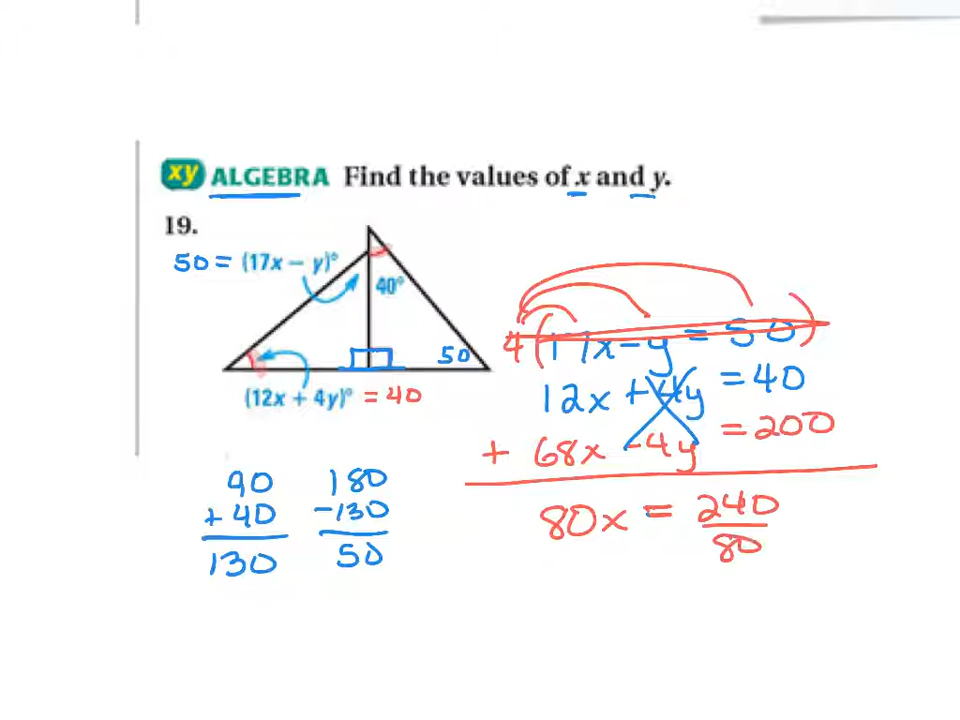 xy ALGEBRA Find the values of x and y.
19.
50 = (17x − y)°
40°
50
(12x + 4y)° = 40
90
+ 40
130
180
- 130
50
4(17x - y = 50)
12x + 4y = 40
+ 68x - 4y = 200
80x = 240
80